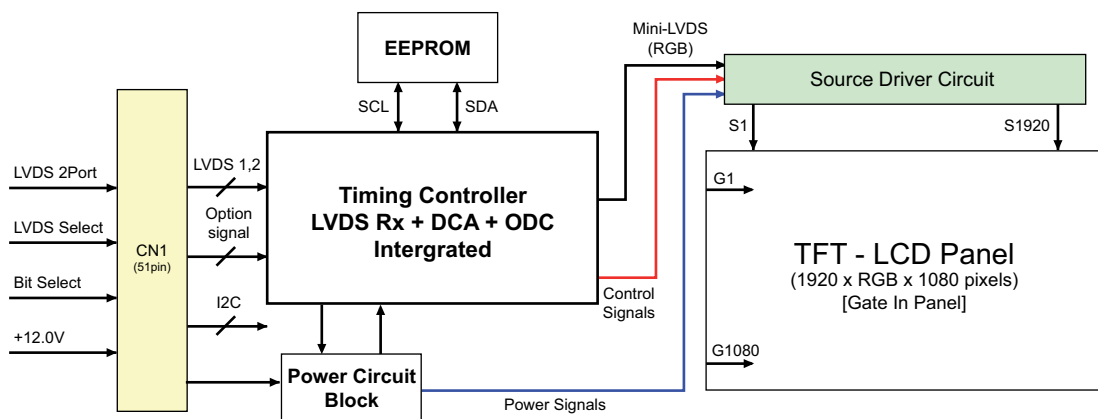 EEPROM
Mini-LVDS
(RGB)
Source Driver Circuit
SCL
SDA
S1
S1920
LVDS 2Port
LVDS Select
Bit Select
+12.0V
CN1
(51pin)
LVDS 1,2
Option
signal
I2C
Timing Controller
LVDS Rx + DCA + ODC
Intergrated
Control
Signals
Power Circuit
Block
Power Signals
G1
TFT - LCD Panel
(1920 x RGB x 1080 pixels)
[Gate In Panel]
G1080